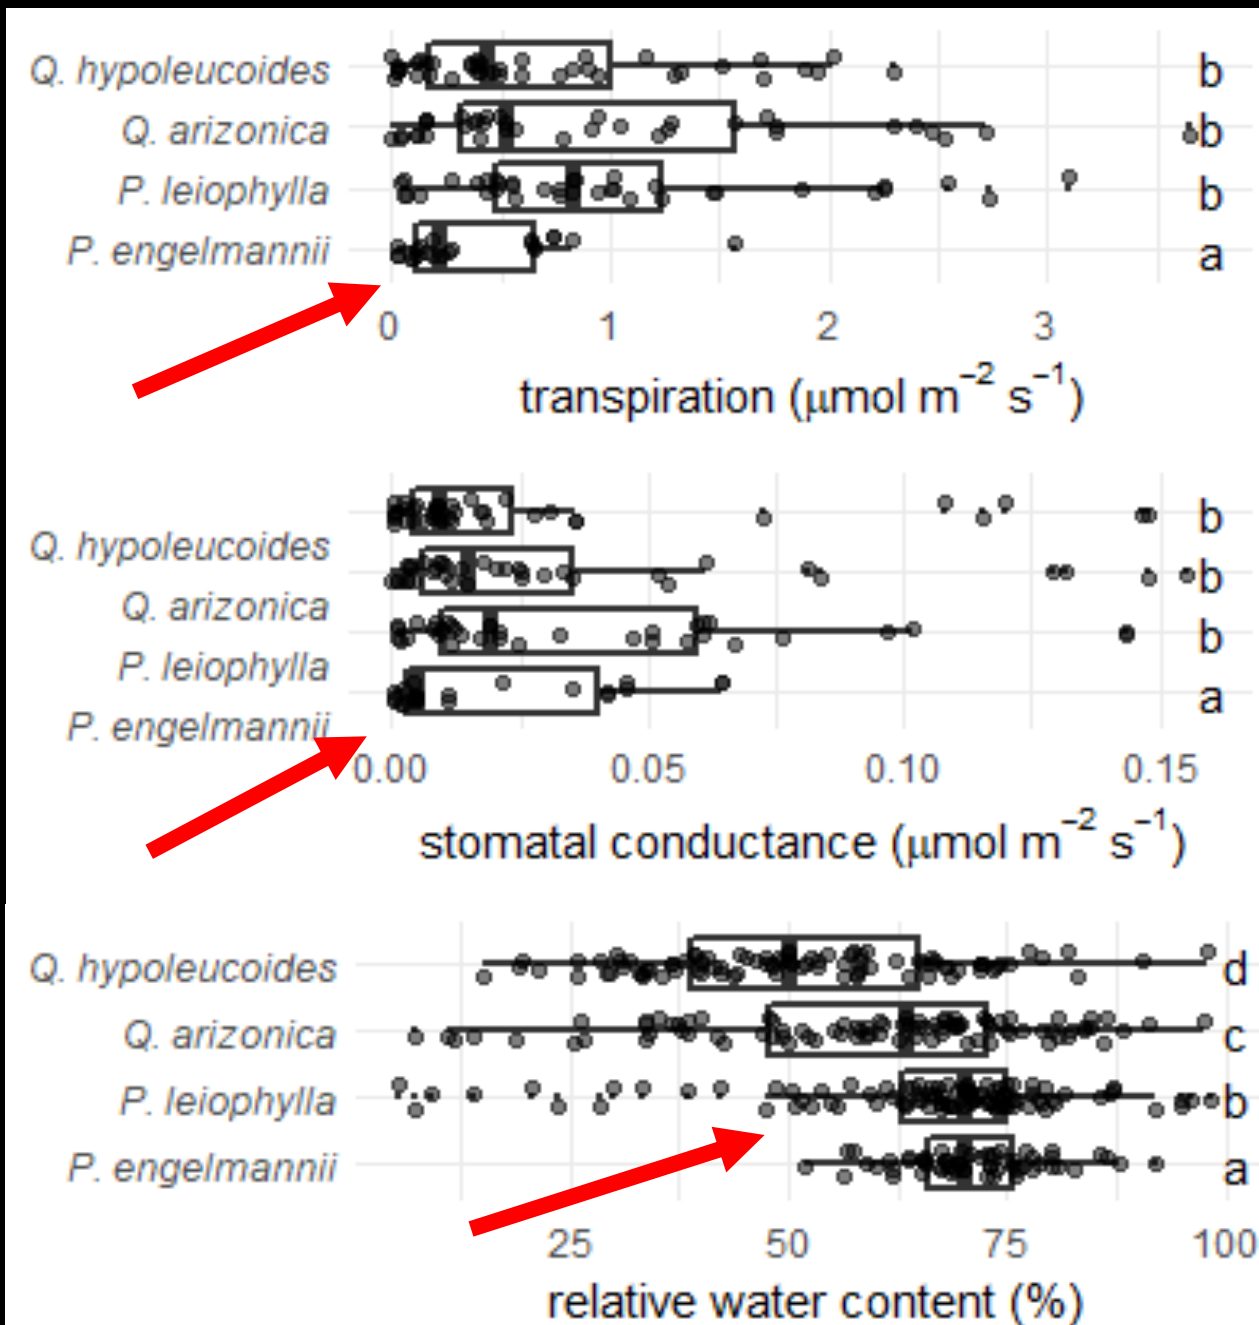 Q. hypoleucoides b
Q. arizonica b
P. leiophylla b
P. engelmannii a
0 1 2 3
transpiration (μmol m⁻² s⁻¹)
Q. hypoleucoides b
Q. arizonica b
P. leiophylla b
P. engelmannii a
0.00 0.05 0.10 0.15
stomatal conductance (μmol m⁻² s⁻¹)
Q. hypoleucoides d
Q. arizonica c
P. leiophylla b
P. engelmannii a
25 50 75 100
relative water content (%)